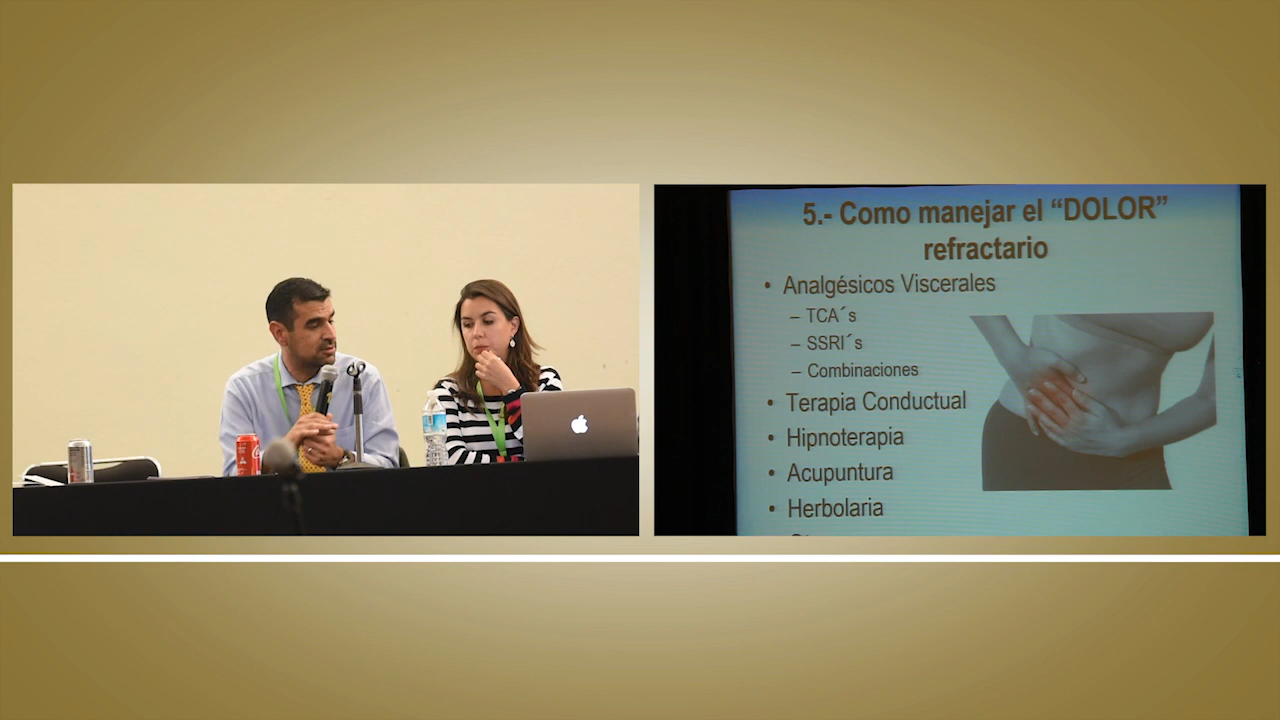 5.- Como manejar el “DOLOR”
refractario
• Analgésicos Viscerales
– TCA´s
– SSRI´s
– Combinaciones
• Terapia Conductual
• Hipnoterapia
• Acupuntura
• Herbolaria